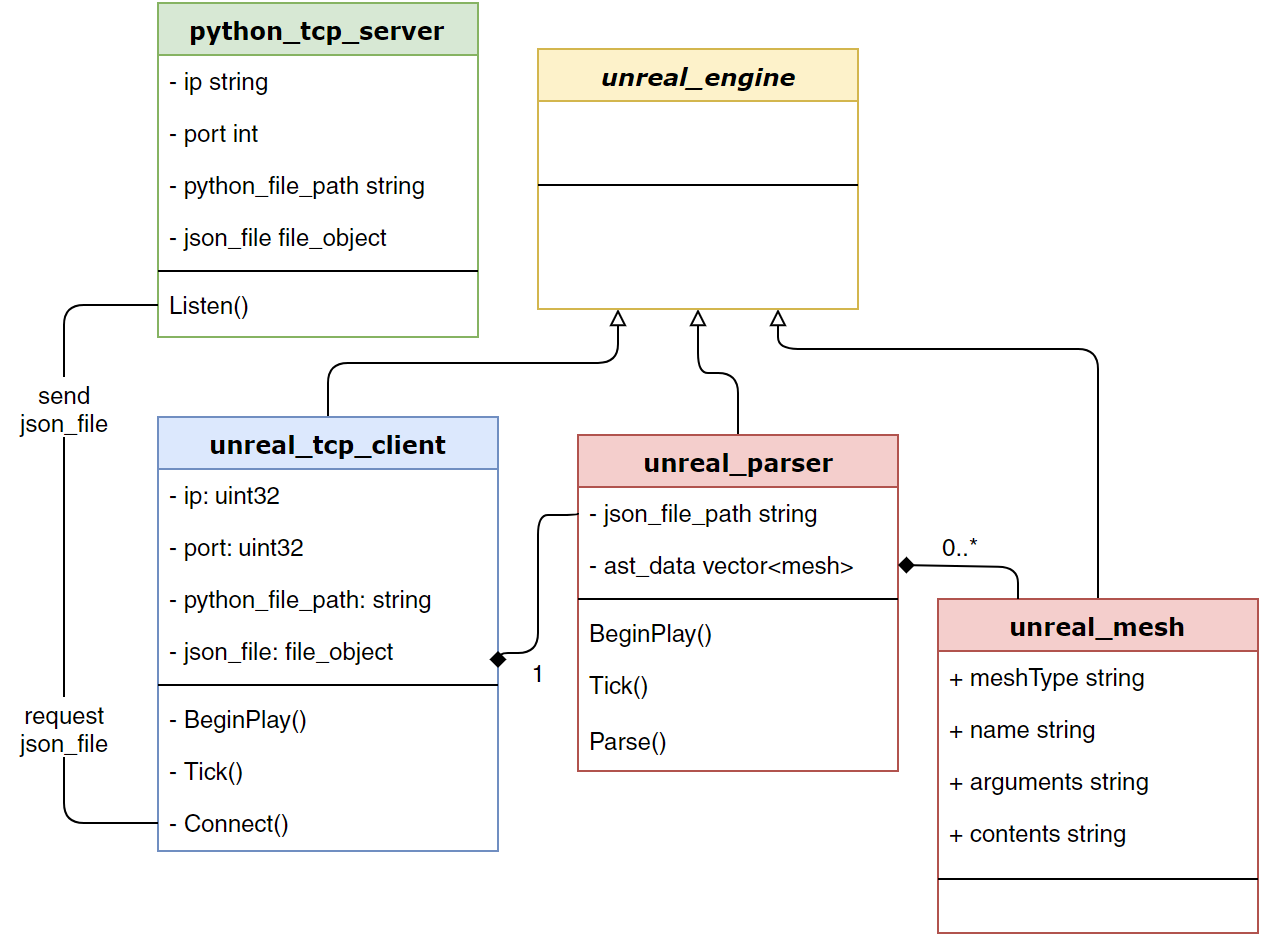 python_tcp_server
- ip string
- port int
- python_file_path string
- json_file file_object
Listen()
unreal_engine
send
json_file
request
json_file
unreal_tcp_client
- ip: uint32
- port: uint32
- python_file_path: string
- json_file: file_object
- BeginPlay()
- Tick()
- Connect()
1
unreal_parser
- json_file_path string
- ast_data vector<mesh>
BeginPlay()
Tick()
Parse()
0..*
unreal_mesh
+ meshType string
+ name string
+ arguments string
+ contents string